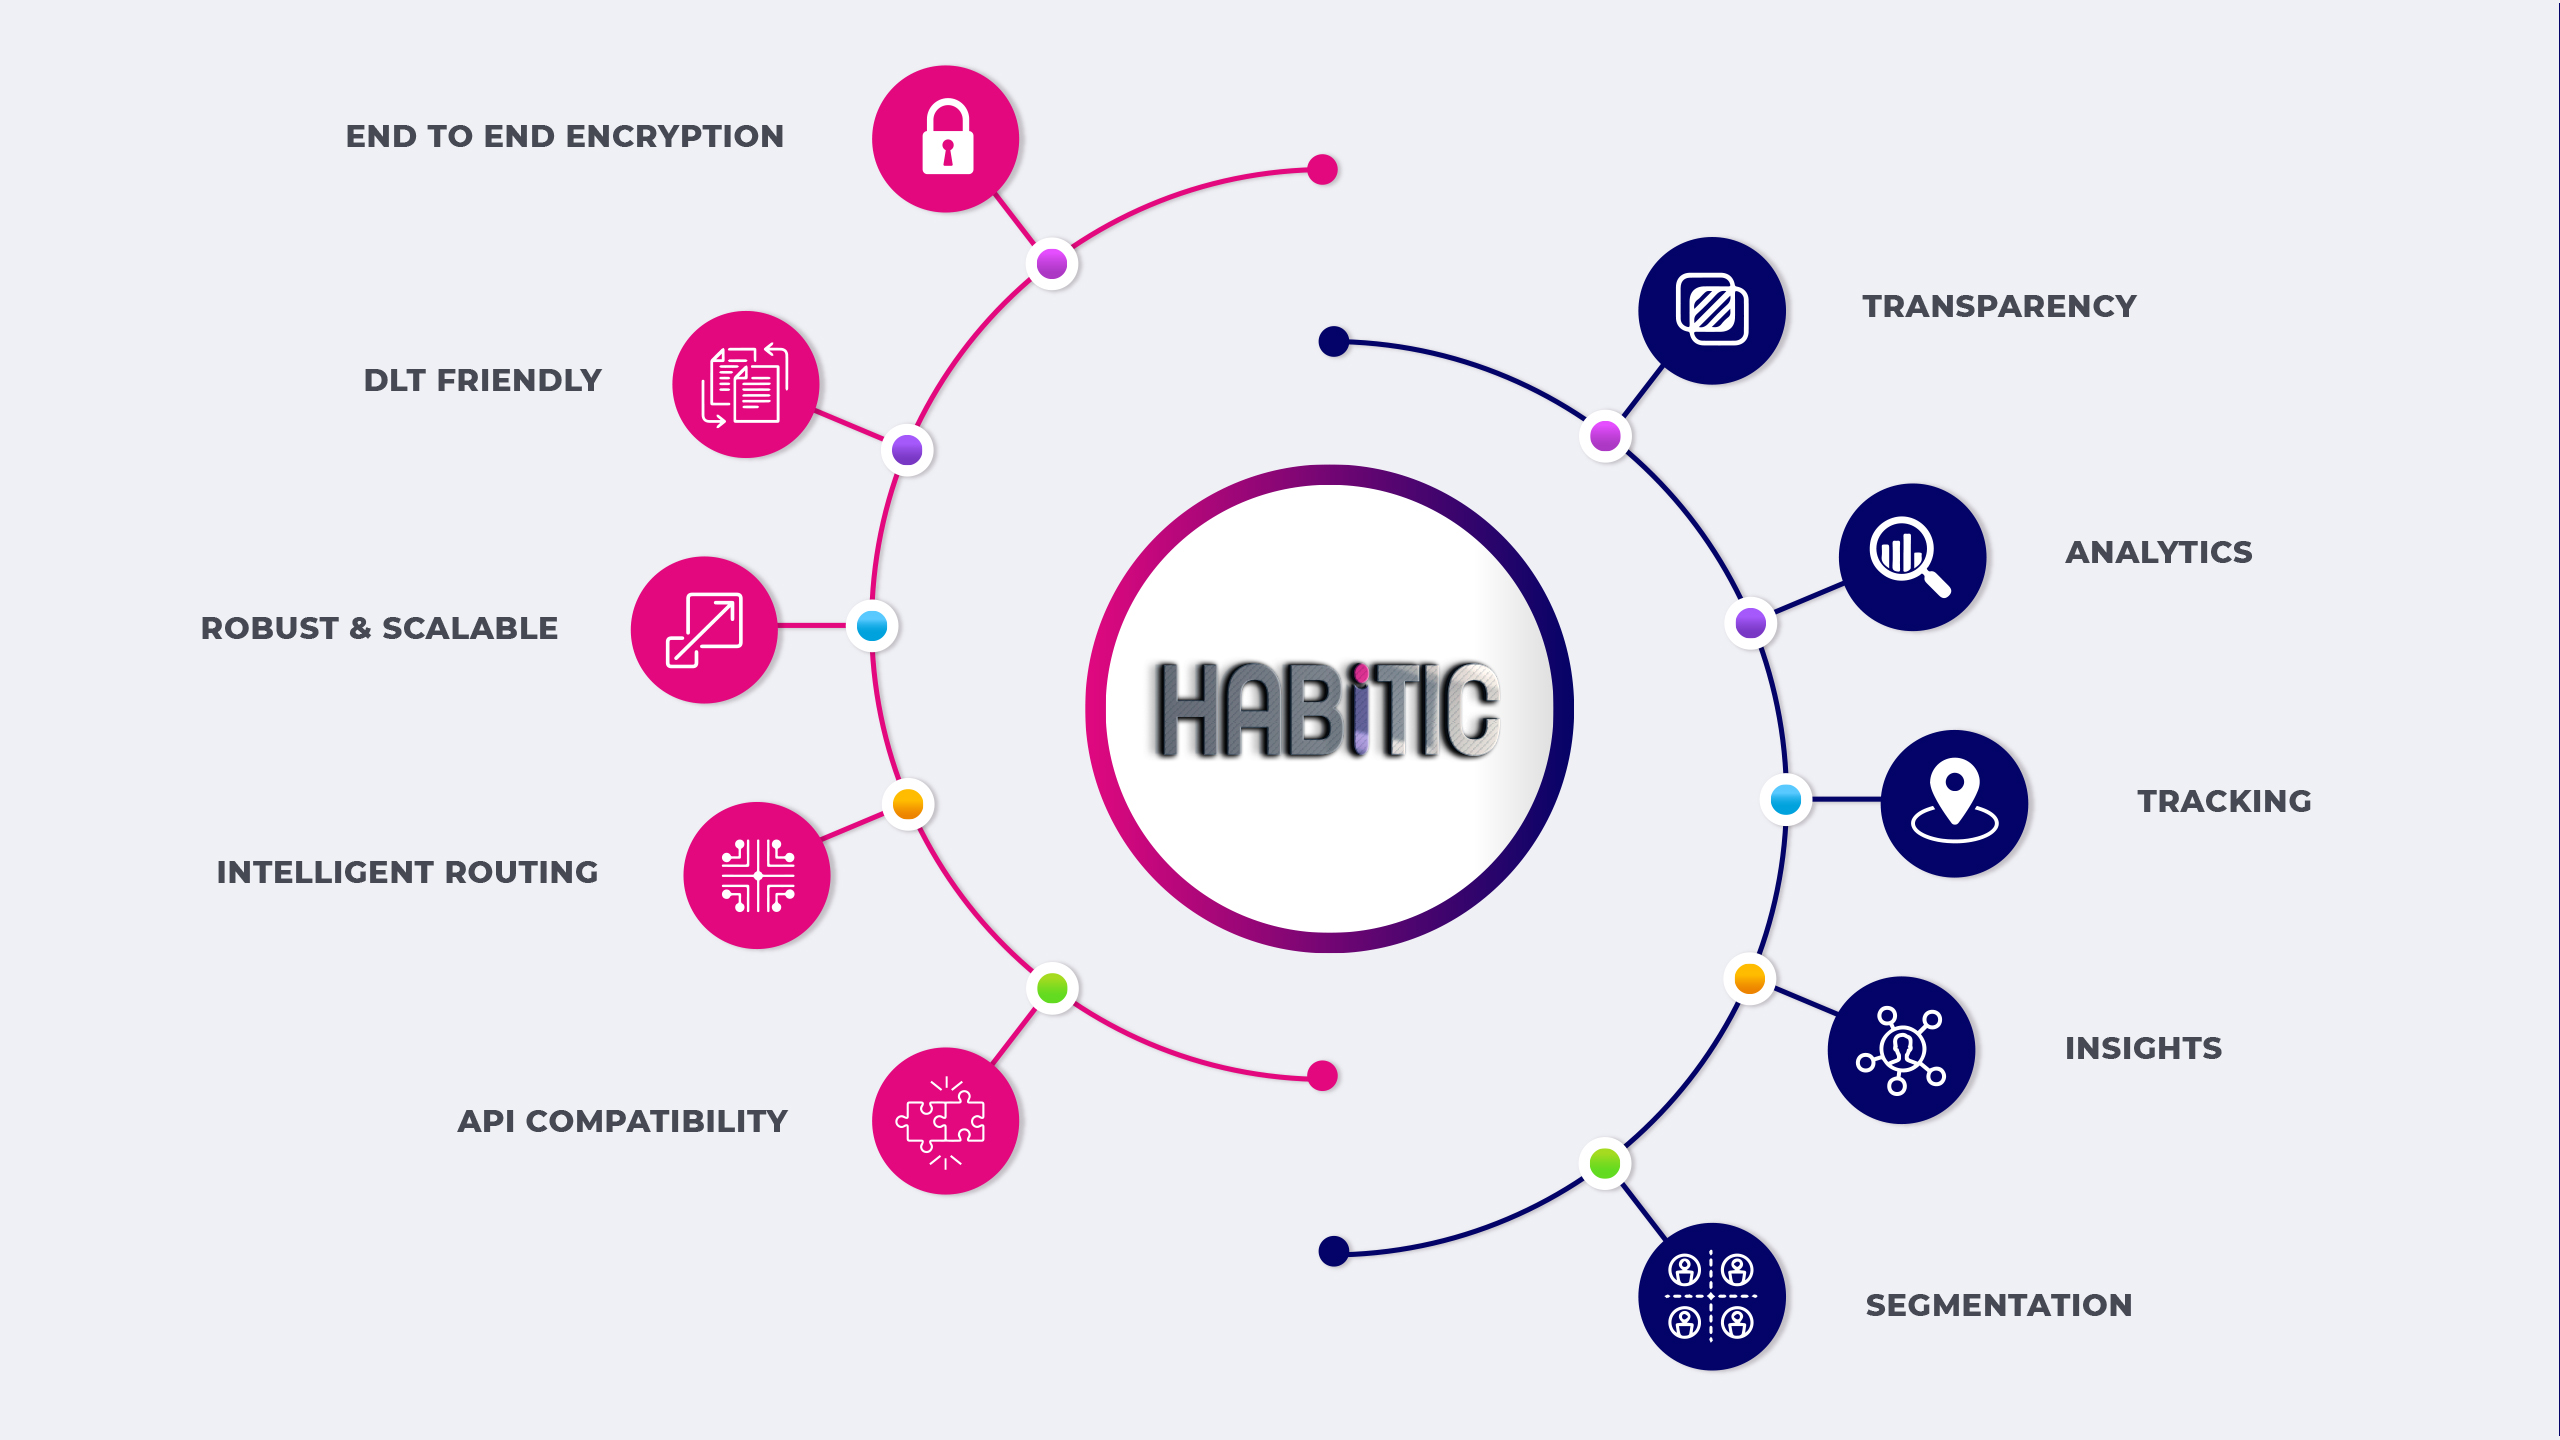 END TO END ENCRYPTION
DLT FRIENDLY
ROBUST & SCALABLE
INTELLIGENT ROUTING
API COMPATIBILITY
HABiTIC
TRANSPARENCY
ANALYTICS
TRACKING
INSIGHTS
SEGMENTATION